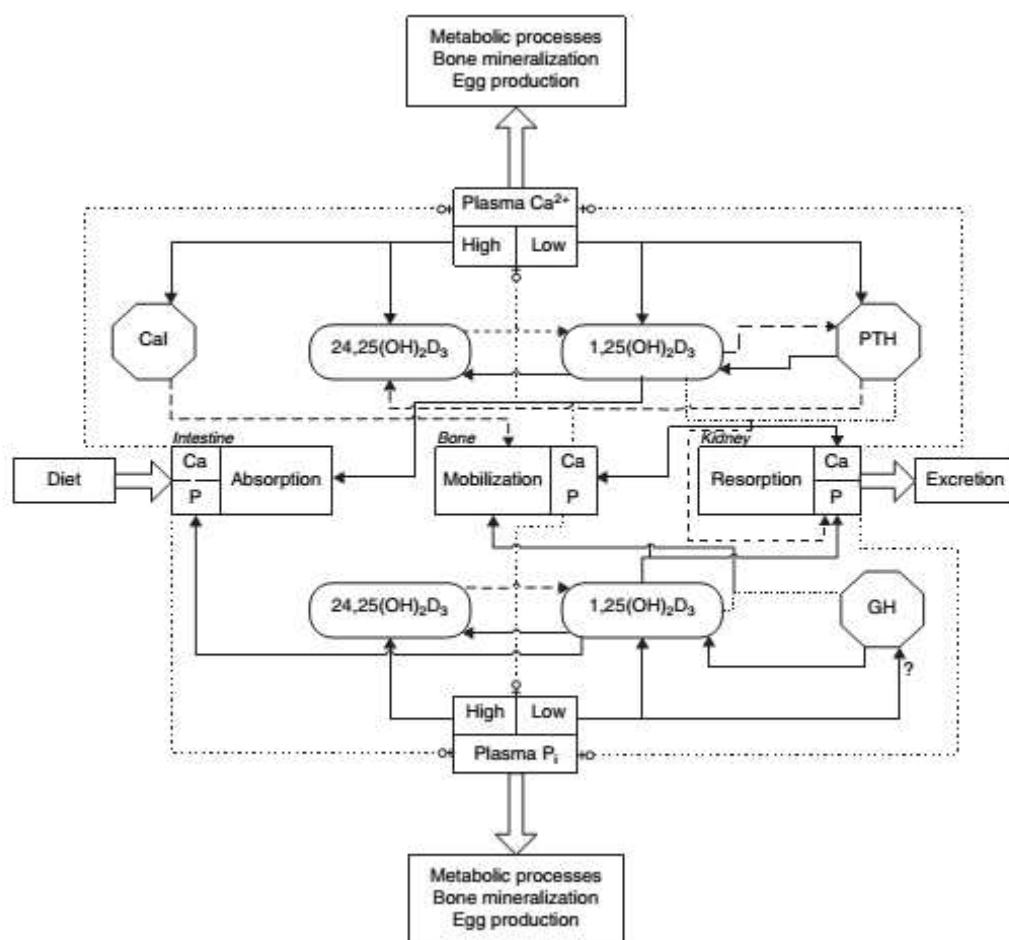 Metabolic processes
Bone mineralization
Egg production
Plasma Ca²⁺
High Low
Cal
24,25(OH)₂D₃
1,25(OH)₂D₃
PTH
Intestine
Bone
Kidney
Diet
Ca
P
Absorption
Mobilization
Ca
P
Resorption
Ca
P
Excretion
24,25(OH)₂D₃
1,25(OH)₂D₃
GH
?
High Low
Plasma Pᵢ
Metabolic processes
Bone mineralization
Egg production